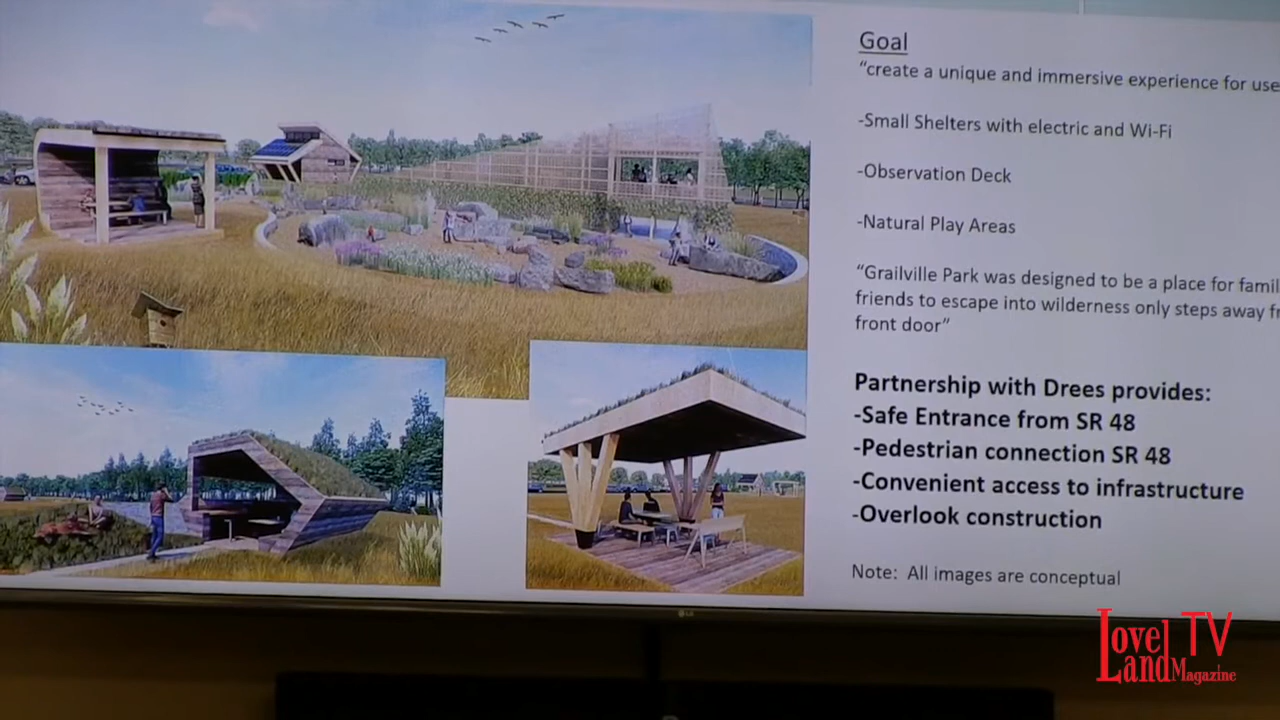 Goal
“create a unique and immersive experience for use
-Small Shelters with electric and Wi-Fi
-Observation Deck
-Natural Play Areas
“Grailville Park was designed to be a place for famil
friends to escape into wilderness only steps away fr
front door”
Partnership with Drees provides:
-Safe Entrance from SR 48
-Pedestrian connection SR 48
-Convenient access to infrastructure
-Overlook construction
Note:  All images are conceptual
LG
LoveLand Magazine TV